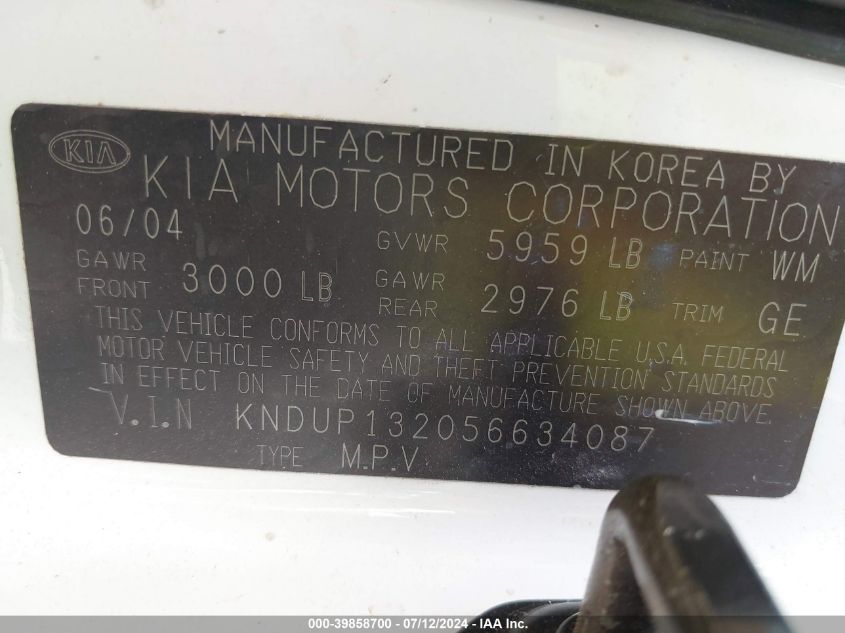 MANUFACTURED IN KOREA BY
KIA
KIA MOTORS CORPORATION
06/04 GVWR 5959 LB PAINT WM
GAWR FRONT 3000 LB GAWR REAR 2976 LB TRIM GE
THIS VEHICLE CONFORMS TO ALL APPLICABLE U.S.A. FEDERAL
MOTOR VEHICLE SAFETY AND THEFT PREVENTION STANDARDS
IN EFFECT ON THE DATE OF MANUFACTURE SHOWN ABOVE.
V.I.N KNDUP132056634087
TYPE M.P.V
000-39858700 - 07/12/2024 - IAA Inc.